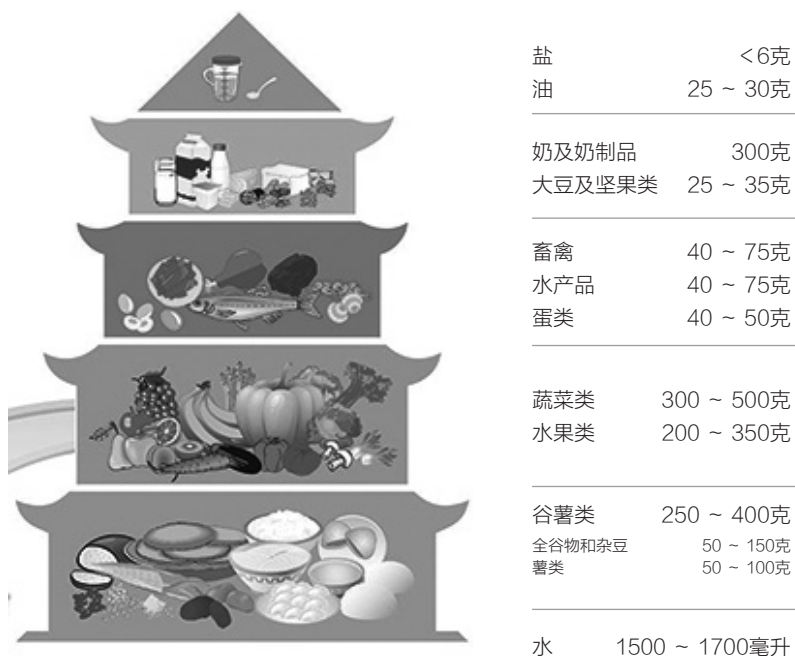 盐 <6克
油 25 ~ 30克
奶及奶制品 300克
大豆及坚果类 25 ~ 35克
畜禽 40 ~ 75克
水产品 40 ~ 75克
蛋类 40 ~ 50克
蔬菜类 300 ~ 500克
水果类 200 ~ 350克
谷薯类 250 ~ 400克
全谷物和杂豆 50 ~ 150克
薯类 50 ~ 100克
水 1500 ~ 1700毫升